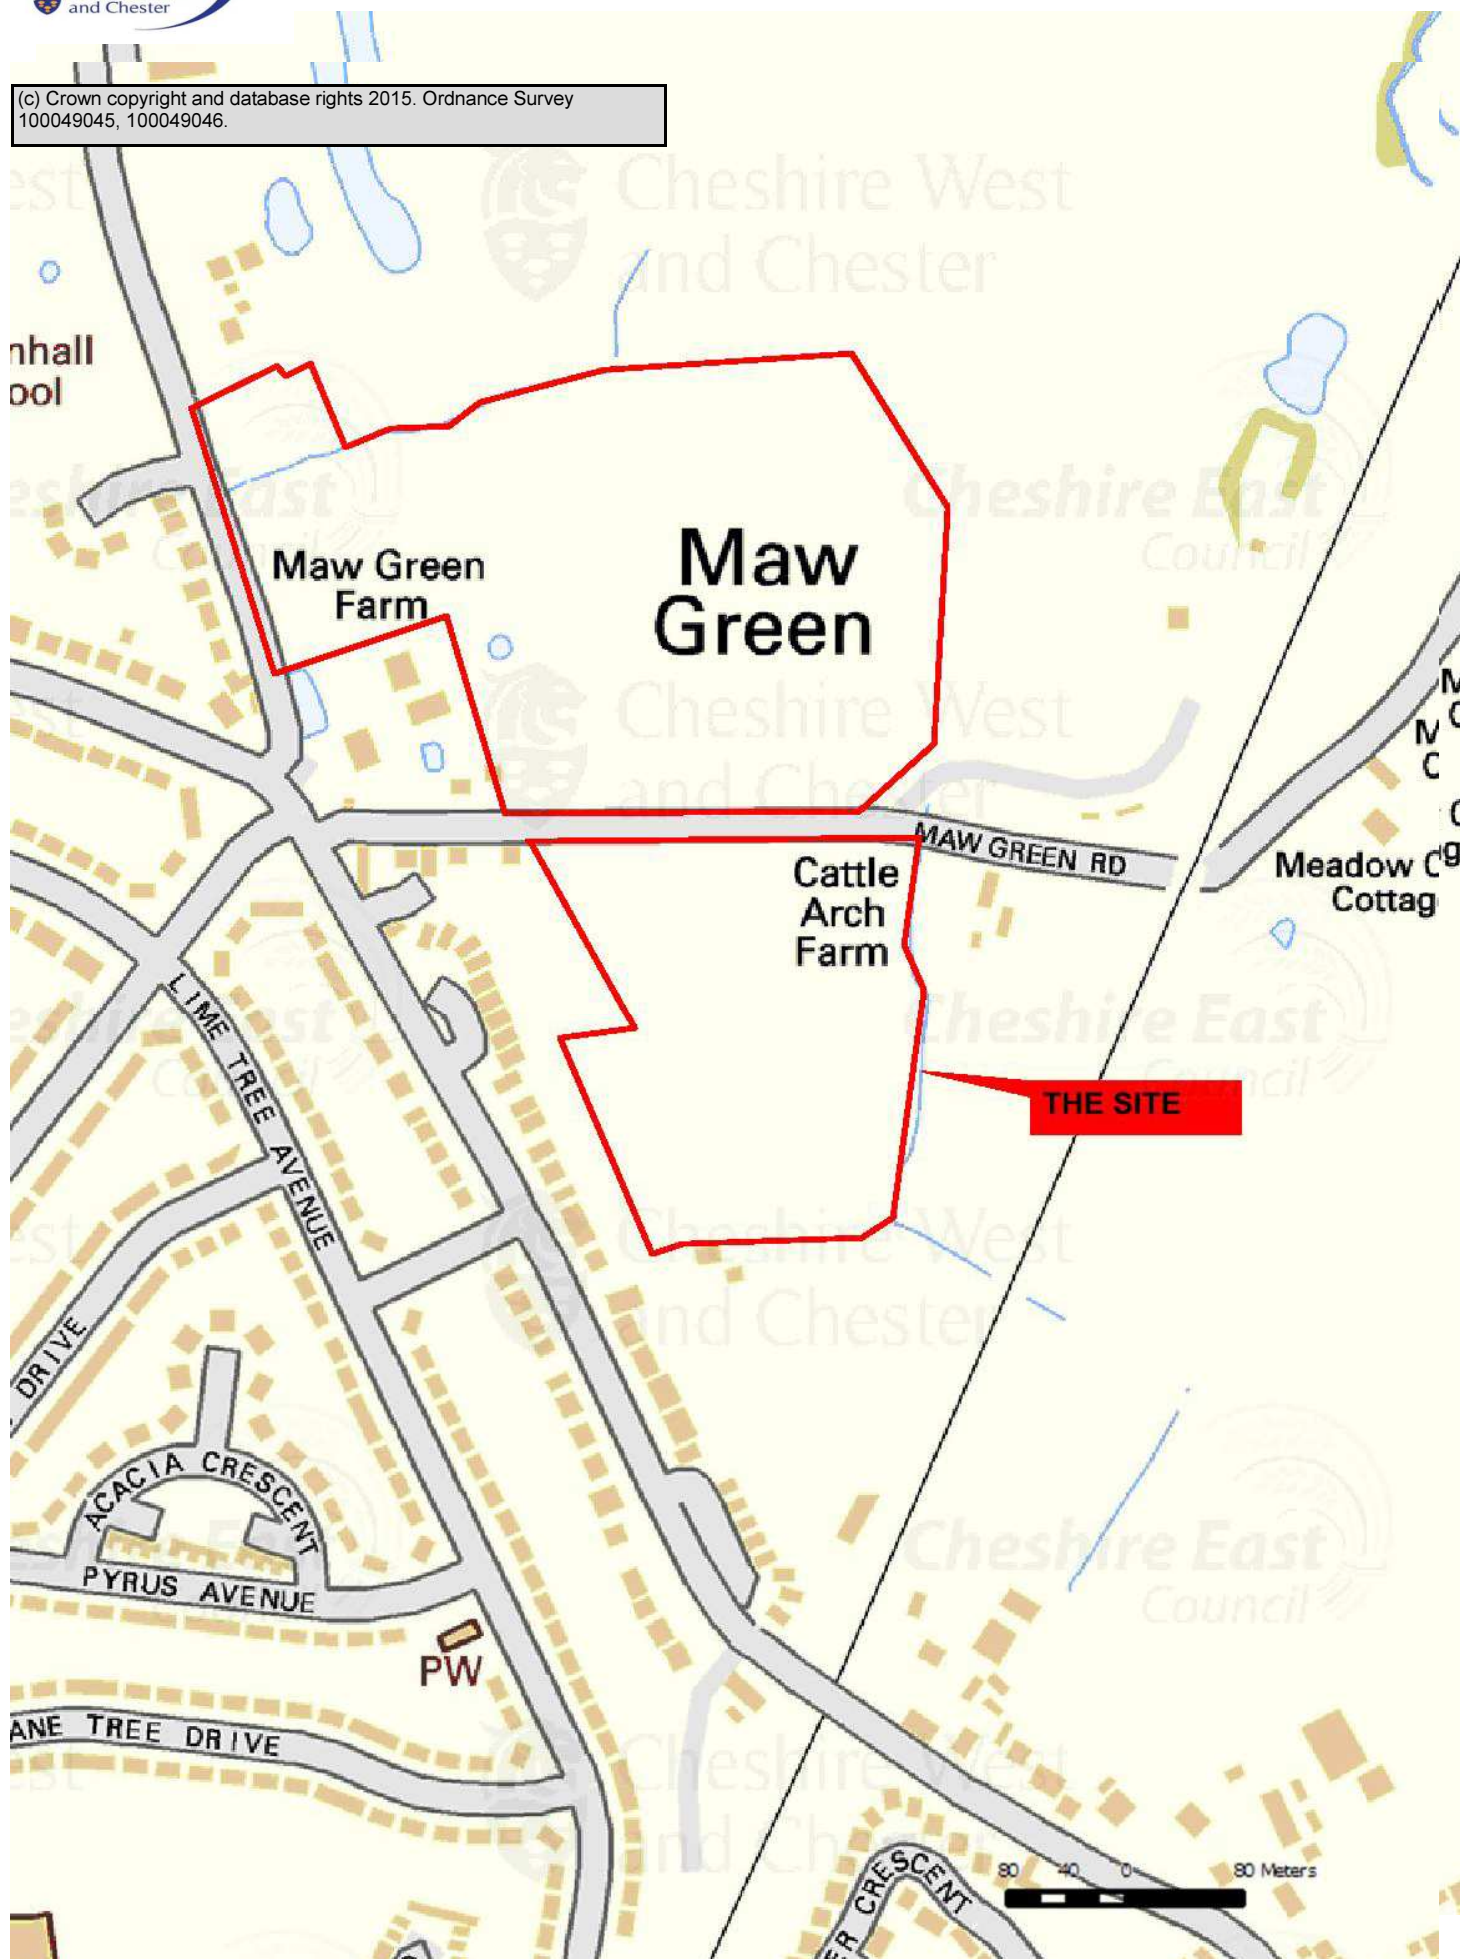 and Chester
(c) Crown copyright and database rights 2015. Ordnance Survey
100049045, 100049046.
Cheshire West
and Chester
nhall
ool
Cheshire East
Council
Maw Green
Farm
Maw
Green
Cheshire West
and Chester
MAW GREEN RD
Cattle
Arch
Farm
Meadow C
Cottag
Cheshire East
Council
THE SITE
LIME TREE AVENUE
Cheshire West
and Chester
DRIVE
ACACIA CRESCENT
PYRUS AVENUE
Cheshire East
Council
PW
ANE TREE DRIVE
Cheshire West
and Chester
ER CRESCENT
80 40 0 80 Meters